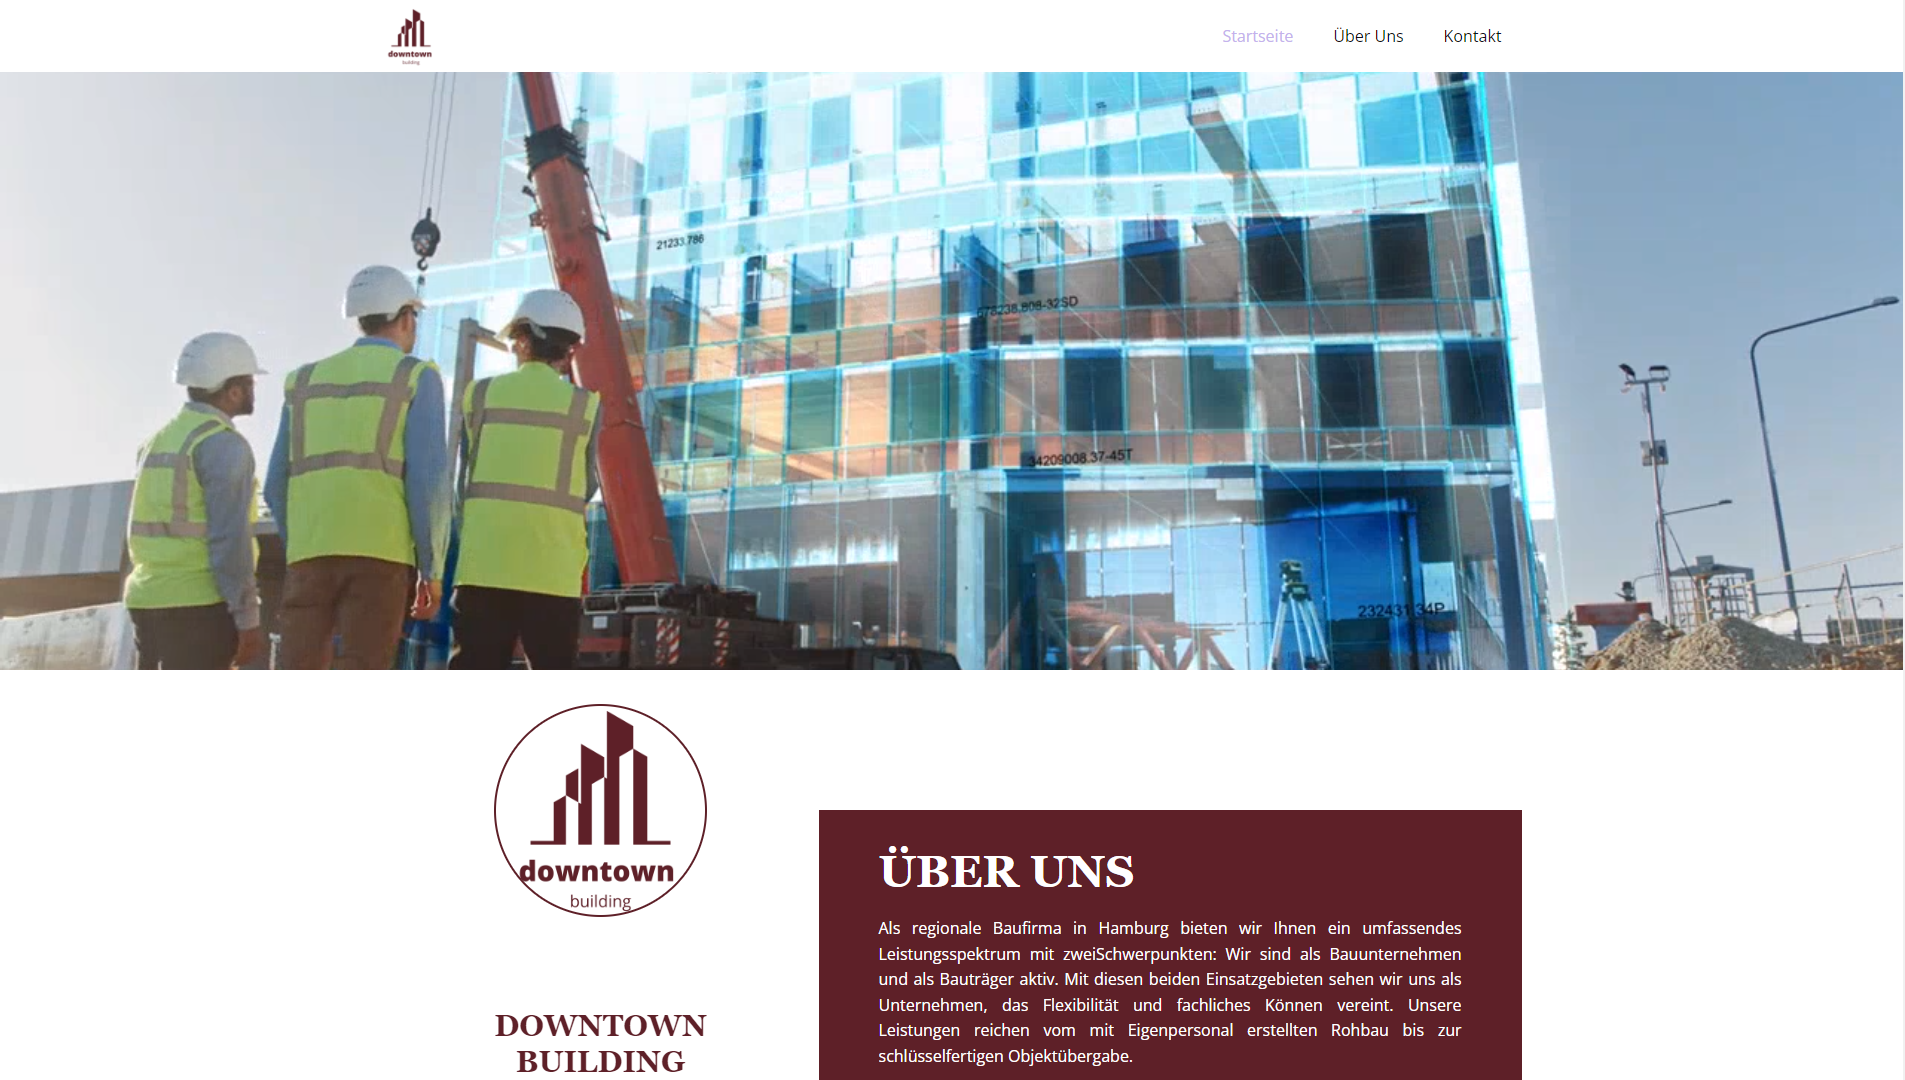 downtown
building
Startseite
Über Uns
Kontakt
21233.786
34209008.37-45T
232431.34P
downtown
building
DOWNTOWN
BUILDING
ÜBER UNS
Als regionale Baufirma in Hamburg bieten wir Ihnen ein umfassendes
Leistungsspektrum mit zweiSchwerpunkten: Wir sind als Bauunternehmen
und als Bauträger aktiv. Mit diesen beiden Einsatzgebieten sehen wir uns als
Unternehmen, das Flexibilität und fachliches Können vereint. Unsere
Leistungen reichen vom mit Eigenpersonal erstellten Rohbau bis zur
schlüsselfertigen Objektübergabe.